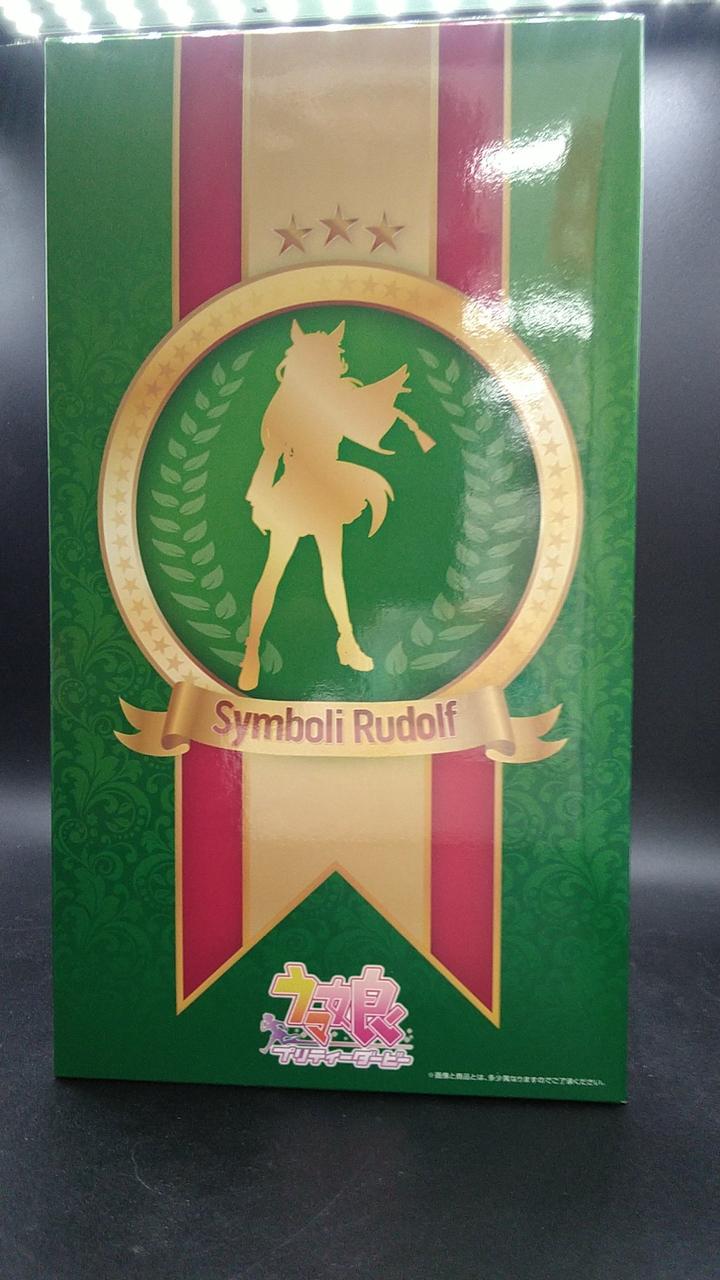 Symboli Rudolf
ウマ娘
プリティーダービー
※画像と商品とは、多少異なりますのでご了承ください。